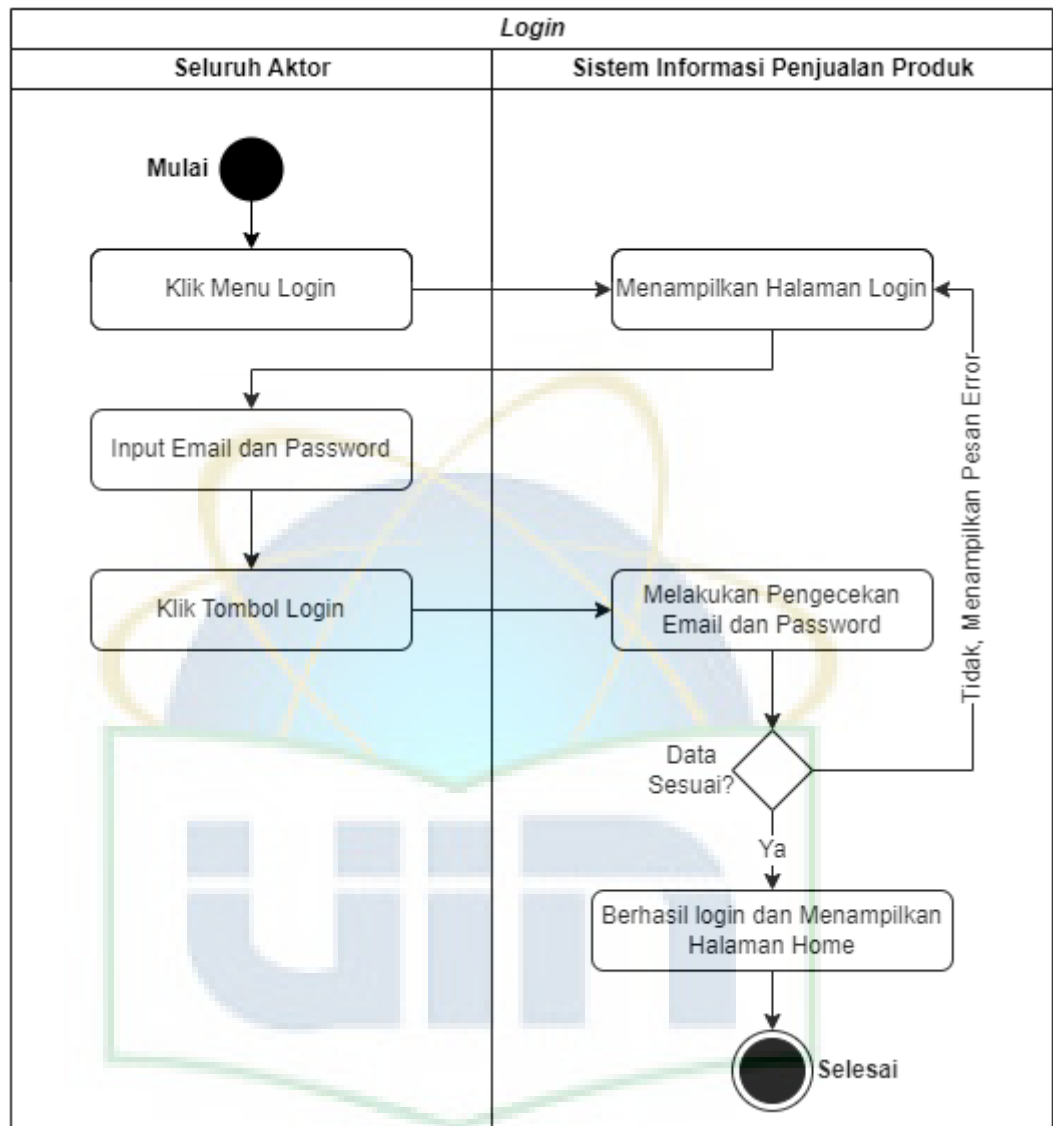 Login
Seluruh Aktor
Sistem Informasi Penjualan Produk
Mulai
Klik Menu Login
Menampilkan Halaman Login
Input Email dan Password
Klik Tombol Login
Melakukan Pengecekan
Email dan Password
Tidak, Menampilkan Pesan Error
Data
Sesuai?
Ya
Berhasil login dan Menampilkan
Halaman Home
Selesai
uin